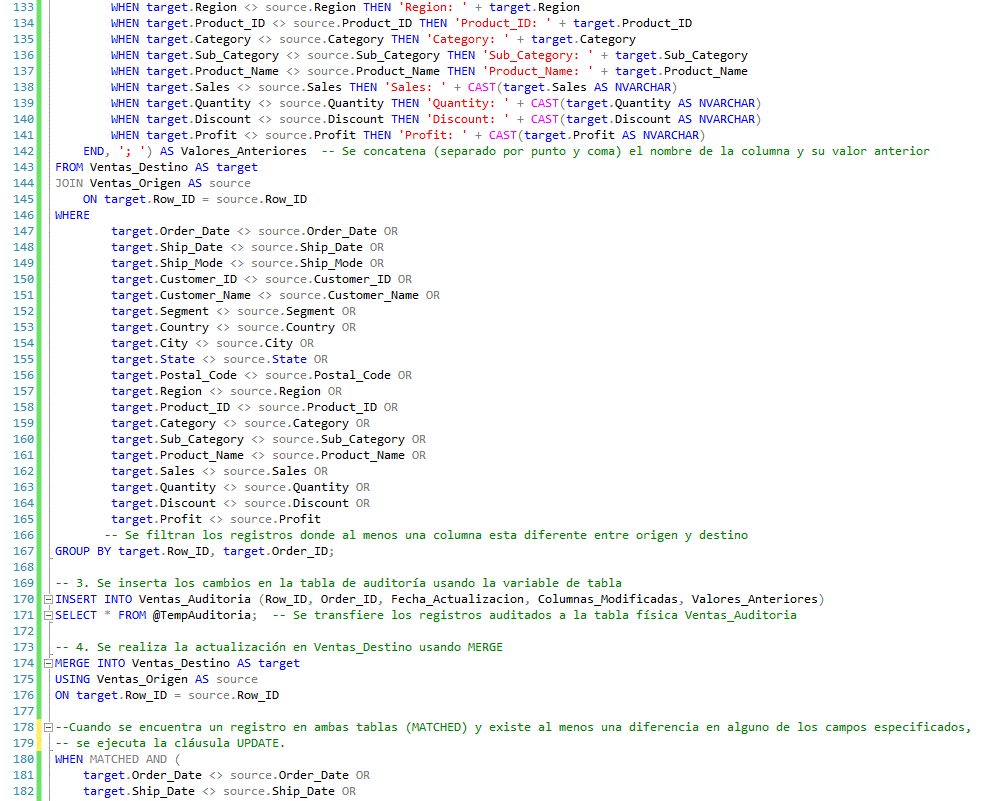 133 WHEN target.Region <> source.Region THEN 'Region: ' + target.Region
134 WHEN target.Product_ID <> source.Product_ID THEN 'Product_ID: ' + target.Product_ID
135 WHEN target.Category <> source.Category THEN 'Category: ' + target.Category
136 WHEN target.Sub_Category <> source.Sub_Category THEN 'Sub_Category: ' + target.Sub_Category
137 WHEN target.Product_Name <> source.Product_Name THEN 'Product_Name: ' + target.Product_Name
138 WHEN target.Sales <> source.Sales THEN 'Sales: ' + CAST(target.Sales AS NVARCHAR)
139 WHEN target.Quantity <> source.Quantity THEN 'Quantity: ' + CAST(target.Quantity AS NVARCHAR)
140 WHEN target.Discount <> source.Discount THEN 'Discount: ' + CAST(target.Discount AS NVARCHAR)
141 WHEN target.Profit <> source.Profit THEN 'Profit: ' + CAST(target.Profit AS NVARCHAR)
142 END, '; ') AS Valores_Anteriores -- Se concatena (separado por punto y coma) el nombre de la columna y su valor anterior
143 FROM Ventas_Destino AS target
144 JOIN Ventas_Origen AS source
145 ON target.Row_ID = source.Row_ID
146 WHERE
147 target.Order_Date <> source.Order_Date OR
148 target.Ship_Date <> source.Ship_Date OR
149 target.Ship_Mode <> source.Ship_Mode OR
150 target.Customer_ID <> source.Customer_ID OR
151 target.Customer_Name <> source.Customer_Name OR
152 target.Segment <> source.Segment OR
153 target.Country <> source.Country OR
154 target.City <> source.City OR
155 target.State <> source.State OR
156 target.Postal_Code <> source.Postal_Code OR
157 target.Region <> source.Region OR
158 target.Product_ID <> source.Product_ID OR
159 target.Category <> source.Category OR
160 target.Sub_Category <> source.Sub_Category OR
161 target.Product_Name <> source.Product_Name OR
162 target.Sales <> source.Sales OR
163 target.Quantity <> source.Quantity OR
164 target.Discount <> source.Discount OR
165 target.Profit <> source.Profit
166 -- Se filtran los registros donde al menos una columna esta diferente entre origen y destino
167 GROUP BY target.Row_ID, target.Order_ID;
168
169 -- 3. Se inserta los cambios en la tabla de auditoría usando la variable de tabla
170 INSERT INTO Ventas_Auditoria (Row_ID, Order_ID, Fecha_Actualizacion, Columnas_Modificadas, Valores_Anteriores)
171 SELECT * FROM @TempAuditoria; -- Se transfiere los registros auditados a la tabla física Ventas_Auditoria
172
173 -- 4. Se realiza la actualización en Ventas_Destino usando MERGE
174 MERGE INTO Ventas_Destino AS target
175 USING Ventas_Origen AS source
176 ON target.Row_ID = source.Row_ID
177
178 --Cuando se encuentra un registro en ambas tablas (MATCHED) y existe al menos una diferencia en alguno de los campos especificados,
179 -- se ejecuta la cláusula UPDATE.
180 WHEN MATCHED AND (
181 target.Order_Date <> source.Order_Date OR
182 target.Ship_Date <> source.Ship_Date OR